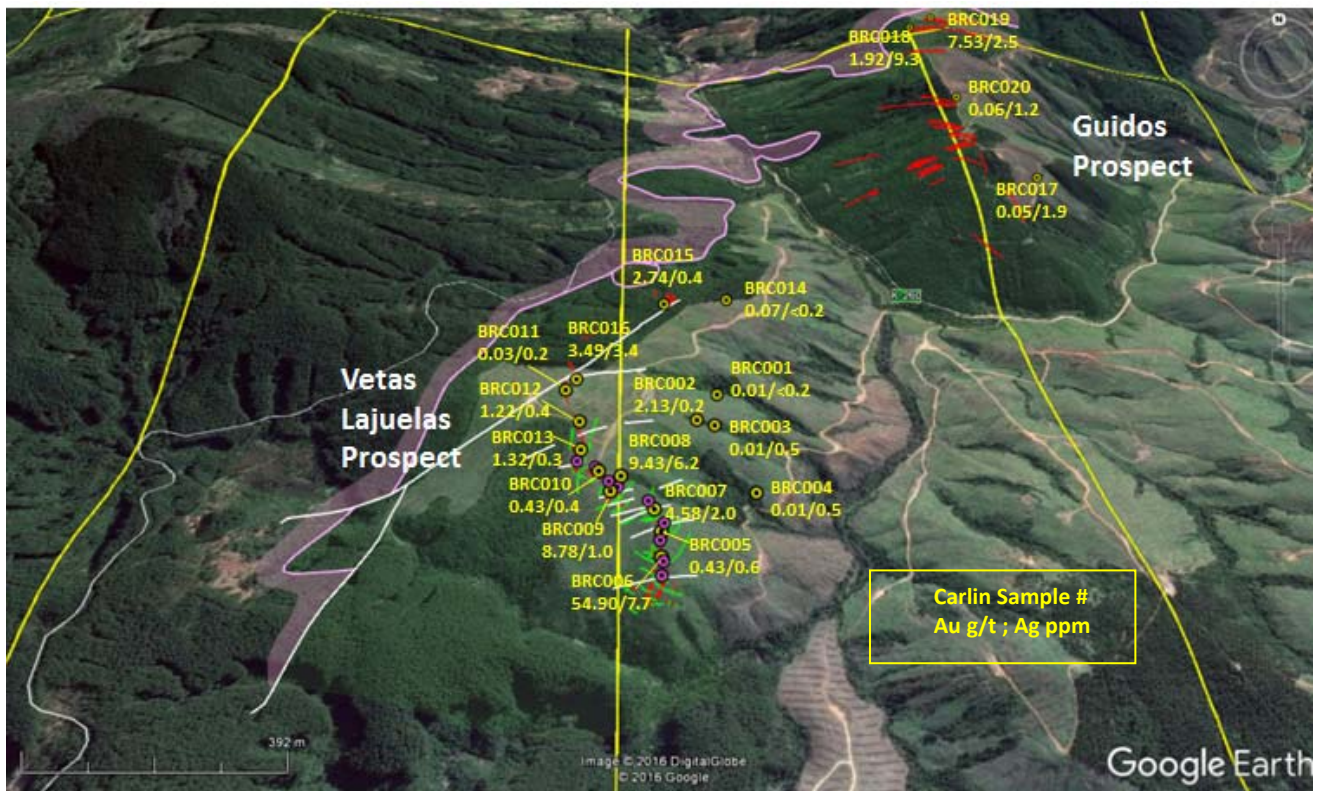 BRC019
7.53/2.5
BRC018
1.92/9.3
BRC020
0.06/1.2
Guidos
Prospect
BRC017
0.05/1.9
BRC015
2.74/0.4
BRC014
0.07/<0.2
BRC011
0.03/0.2
BRC016
3.49/3.4
BRC001
0.01/<0.2
BRC002
2.13/0.2
BRC003
0.01/0.5
Vetas
Lajuelas
Prospect
BRC012
1.22/0.4
BRC013
1.32/0.3
BRC008
9.43/6.2
BRC010
0.43/0.4
BRC007
4.58/2.0
BRC004
0.01/0.5
BRC009
8.78/1.0
BRC005
0.43/0.6
BRC006
54.90/7.7
Carlin Sample #
Au g/t ; Ag ppm
392 m
Image © 2016 DigitalGlobe
© 2016 Google
Google Earth